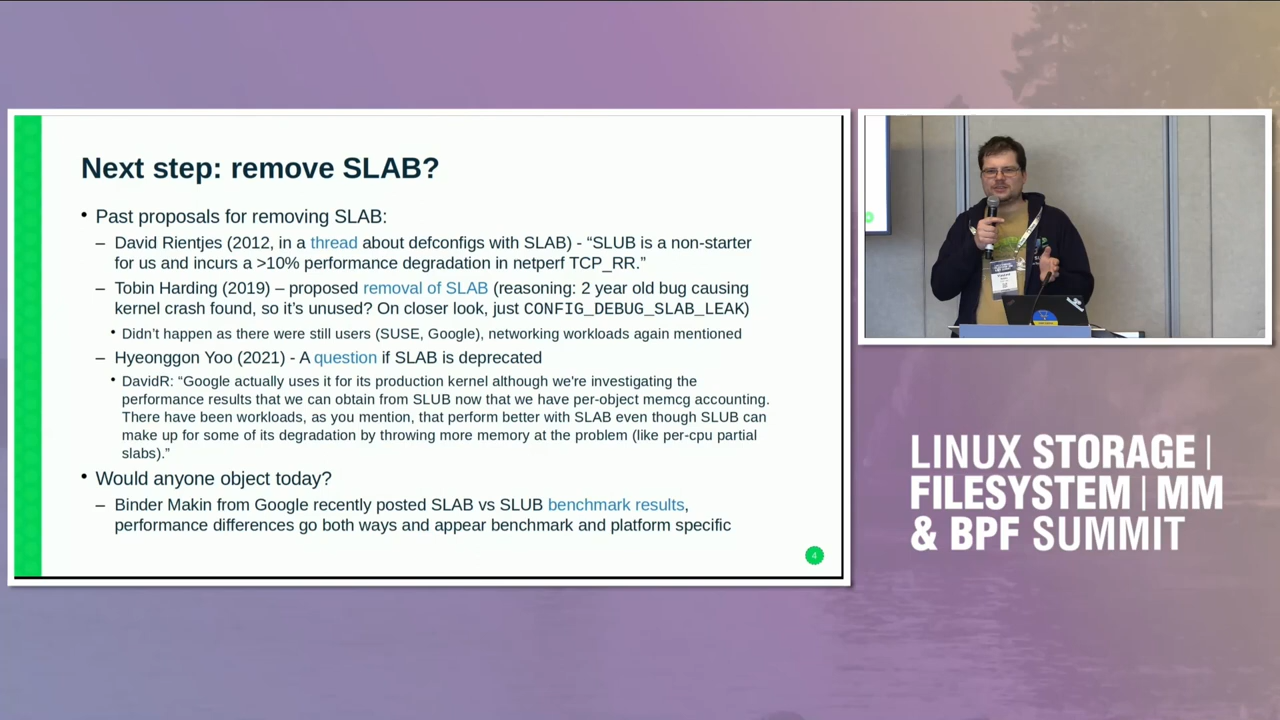 Next step: remove SLAB?
• Past proposals for removing SLAB:
– David Rientjes (2012, in a thread about defconfigs with SLAB) - “SLUB is a non-starter
for us and incurs a >10% performance degradation in netperf TCP_RR.”
– Tobin Harding (2019) – proposed removal of SLAB (reasoning: 2 year old bug causing
kernel crash found, so it’s unused? On closer look, just CONFIG_DEBUG_SLAB_LEAK)
• Didn’t happen as there were still users (SUSE, Google), networking workloads again mentioned
– Hyeonggon Yoo (2021) - A question if SLAB is deprecated
• DavidR: “Google actually uses it for its production kernel although we're investigating the
performance results that we can obtain from SLUB now that we have per-object memcg accounting.
There have been workloads, as you mention, that perform better with SLAB even though SLUB can
make up for some of its degradation by throwing more memory at the problem (like per-cpu partial
slabs).”
• Would anyone object today?
– Binder Makin from Google recently posted SLAB vs SLUB benchmark results,
performance differences go both ways and appear benchmark and platform specific
4
LINUX STORAGE |
FILESYSTEM | MM
& BPF SUMMIT